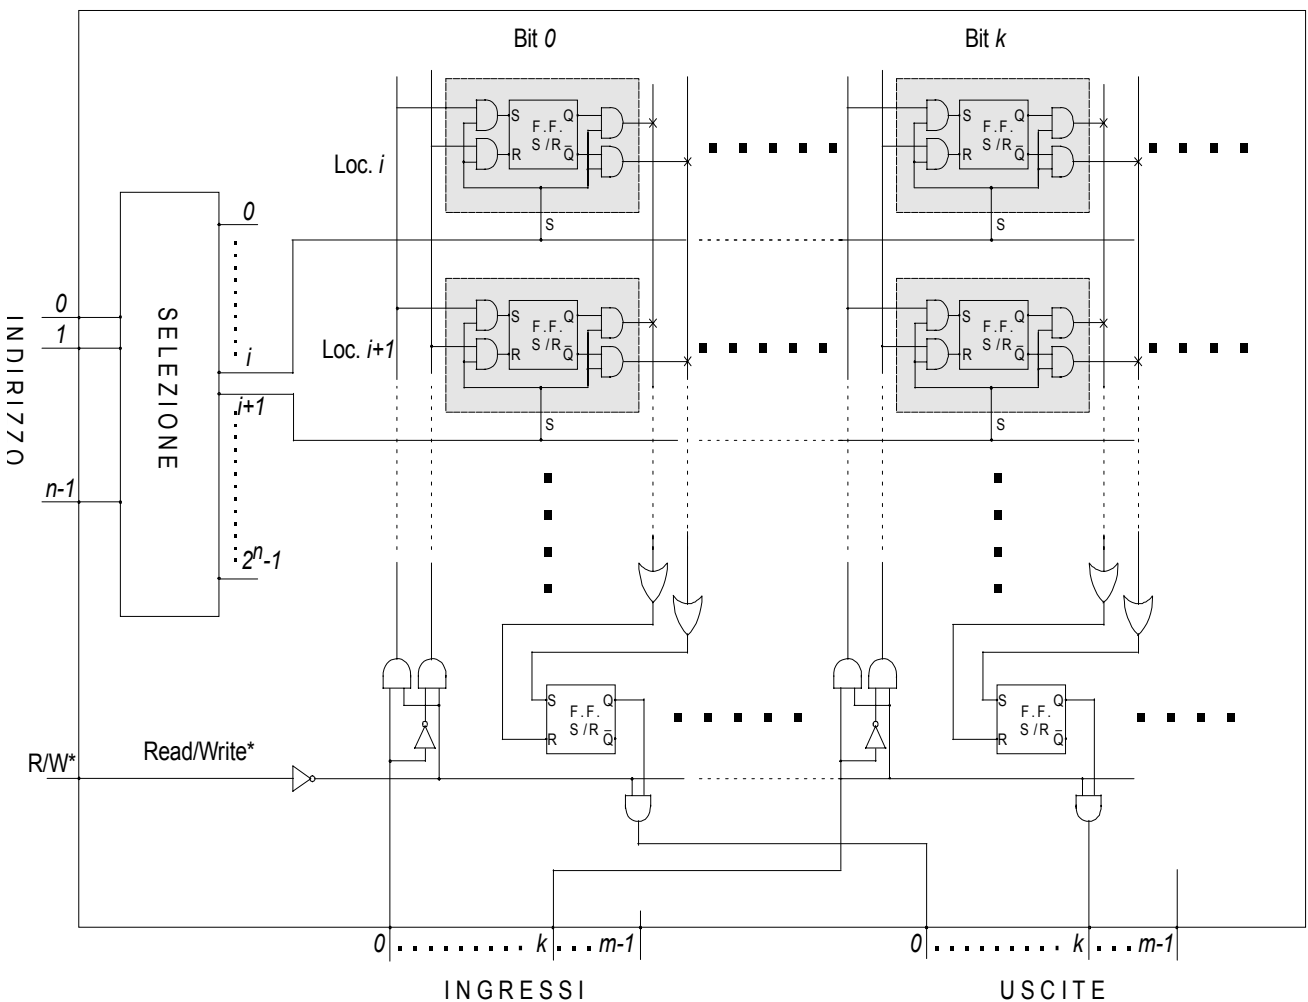 Bit 0 Bit k
S Q F.F. S/R R Q S Q F.F. S/R R Q
Loc. i
0
S S
INDIRIZZO
0
1
SELEZIONE
i
S Q F.F. S/R R Q S Q F.F. S/R R Q
Loc. i+1
i+1
S S
n-1
2n-1
S Q F.F. S/R R Q S Q F.F. S/R R Q
R/W* Read/Write*
0 k m-1 0 k m-1
INGRESSI USCITE